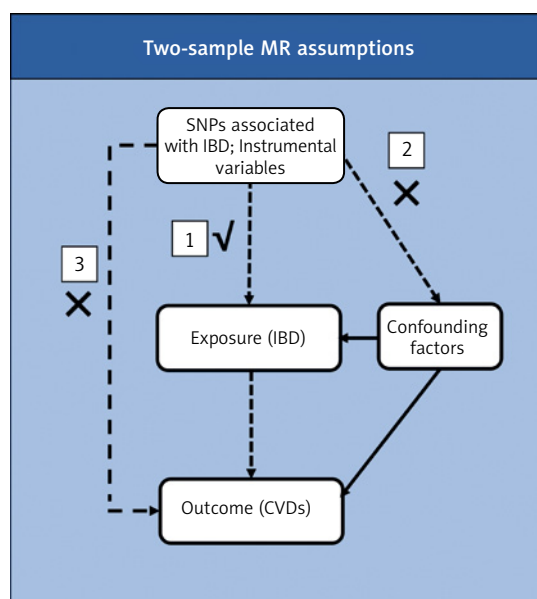 Two-sample MR assumptions
SNPs associated
with IBD; Instrumental
variables
2
×
1 √
3
×
Exposure (IBD)
Confounding
factors
Outcome (CVDs)